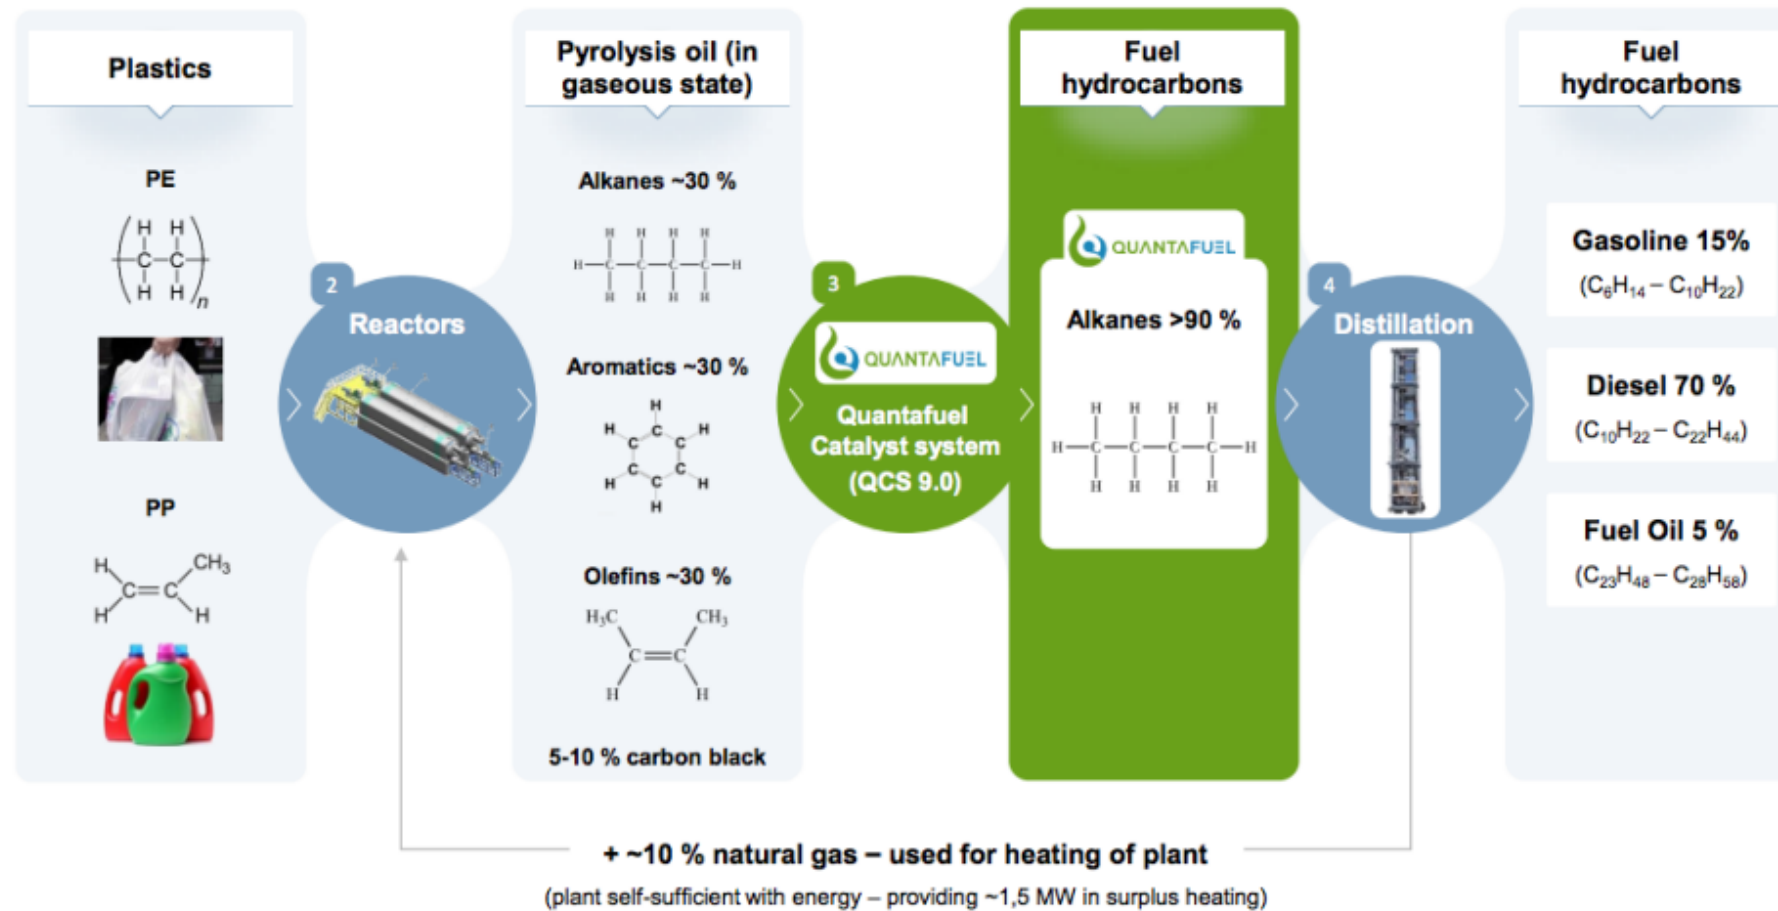 Plastics
PE
H H
C C
H H
n
PP
H
CH₃
C C
H
H
2
Reactors
Pyrolysis oil (in
gaseous state)
Alkanes ~30 %
H H H H
H C C C C H
H H H H
Aromatics ~30 %
H
H C H
C C
C C
H C H
H
Olefins ~30 %
H₃C CH₃
C C
H H
5-10 % carbon black
3
QUANTAFUEL
Quantafuel
Catalyst system
(QCS 9.0)
Fuel
hydrocarbons
QUANTAFUEL
Alkanes >90 %
H H H H
H C C C C H
H H H H
4
Distillation
Fuel
hydrocarbons
Gasoline 15%
(C₆H₁₄ – C₁₀H₂₂)
Diesel 70 %
(C₁₀H₂₂ – C₂₂H₄₄)
Fuel Oil 5 %
(C₂₃H₄₈ – C₂₈H₅₈)
+ ~10 % natural gas – used for heating of plant
(plant self-sufficient with energy – providing ~1,5 MW in surplus heating)